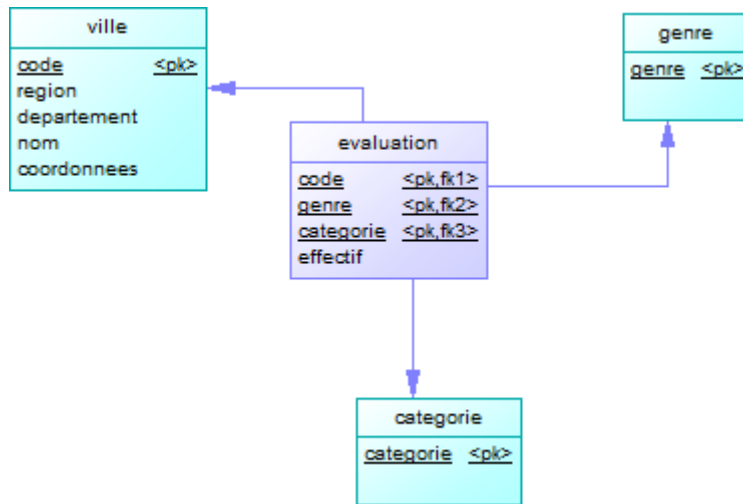 ville
code <pk>
region
departement
nom
coordonnees
genre
genre <pk>
evaluation
code <pk,fk1>
genre <pk,fk2>
categorie <pk,fk3>
effectif
categorie
categorie <pk>